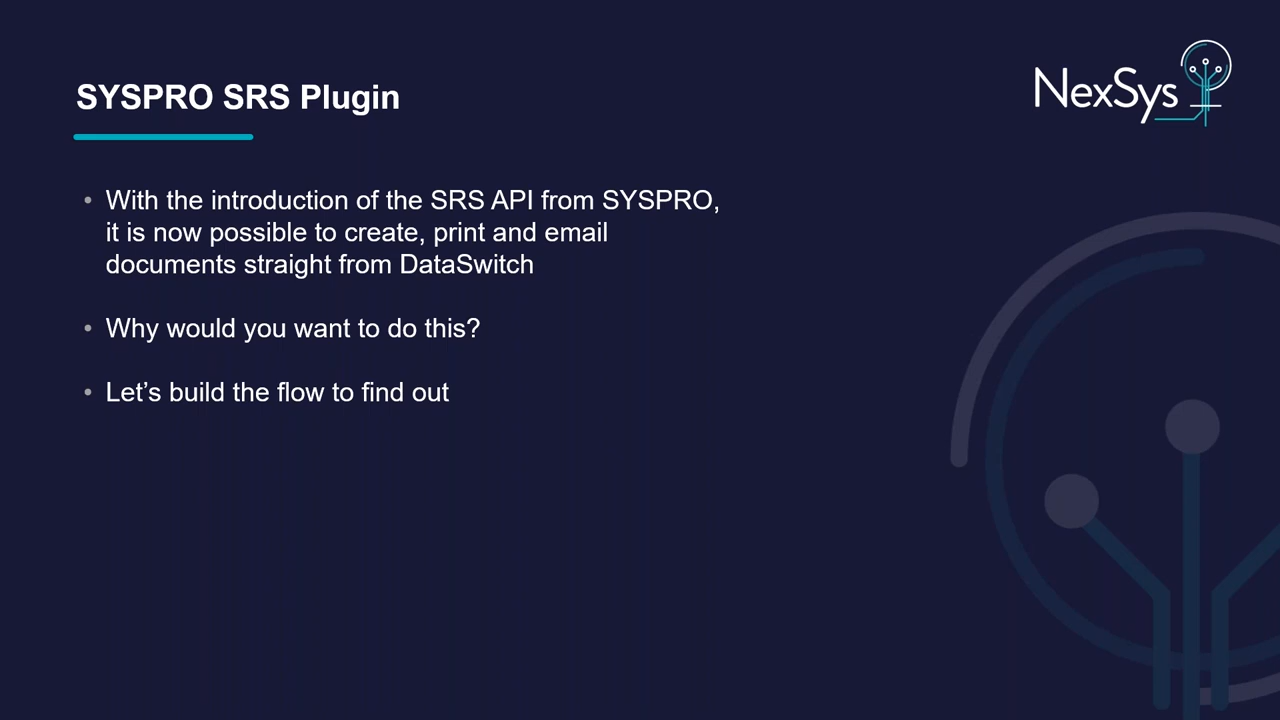 SYSPRO SRS Plugin
NexSys
• With the introduction of the SRS API from SYSPRO,
it is now possible to create, print and email
documents straight from DataSwitch
• Why would you want to do this?
• Let’s build the flow to find out